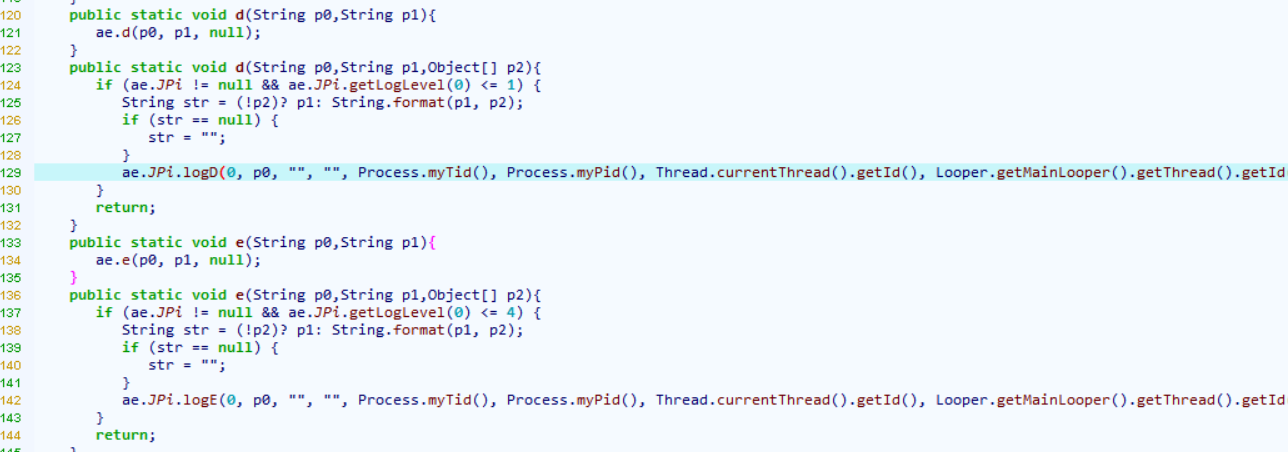 120 public static void d(String p0,String p1){
121 ae.d(p0, p1, null);
122 }
123 public static void d(String p0,String p1,Object[] p2){
124 if (ae.JPi != null && ae.JPi.getLogLevel(0) <= 1) {
125 String str = (!p2)? p1: String.format(p1, p2);
126 if (str == null) {
127 str = "";
128 }
129 ae.JPi.logD(0, p0, "", "", Process.myTid(), Process.myPid(), Thread.currentThread().getId(), Looper.getMainLooper().getThread().getId
130 }
131 return;
132 }
133 public static void e(String p0,String p1){
134 ae.e(p0, p1, null);
135 }
136 public static void e(String p0,String p1,Object[] p2){
137 if (ae.JPi != null && ae.JPi.getLogLevel(0) <= 4) {
138 String str = (!p2)? p1: String.format(p1, p2);
139 if (str == null) {
140 str = "";
141 }
142 ae.JPi.logE(0, p0, "", "", Process.myTid(), Process.myPid(), Thread.currentThread().getId(), Looper.getMainLooper().getThread().getId
143 }
144 return;